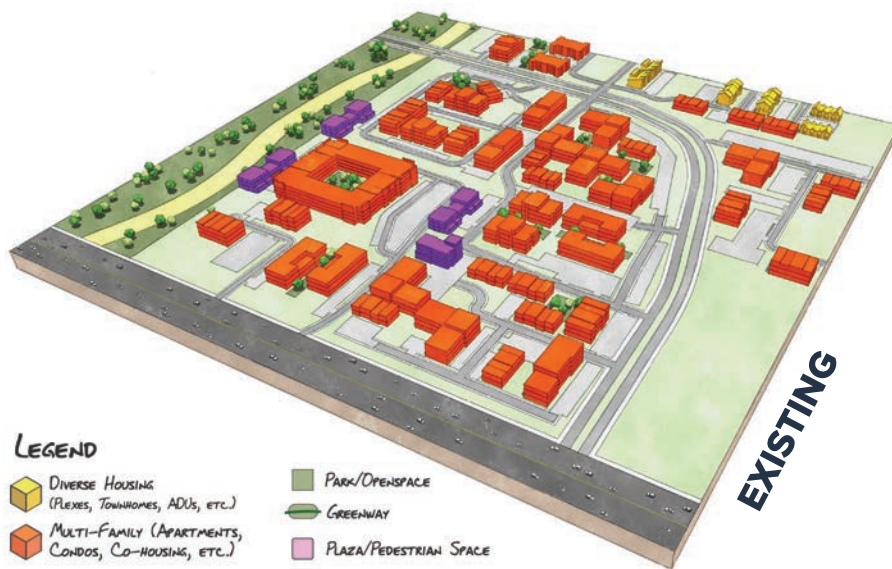 EXISTING
LEGEND
DIVERSE HOUSING
(PLEXES, TOWNHOMES, ADUS, ETC.)
MULTI-FAMILY (APARTMENTS,
CONDOS, CO-HOUSING, ETC.)
PARK/OPENSPACE
GREENWAY
PLAZA/PEDESTRIAN SPACE